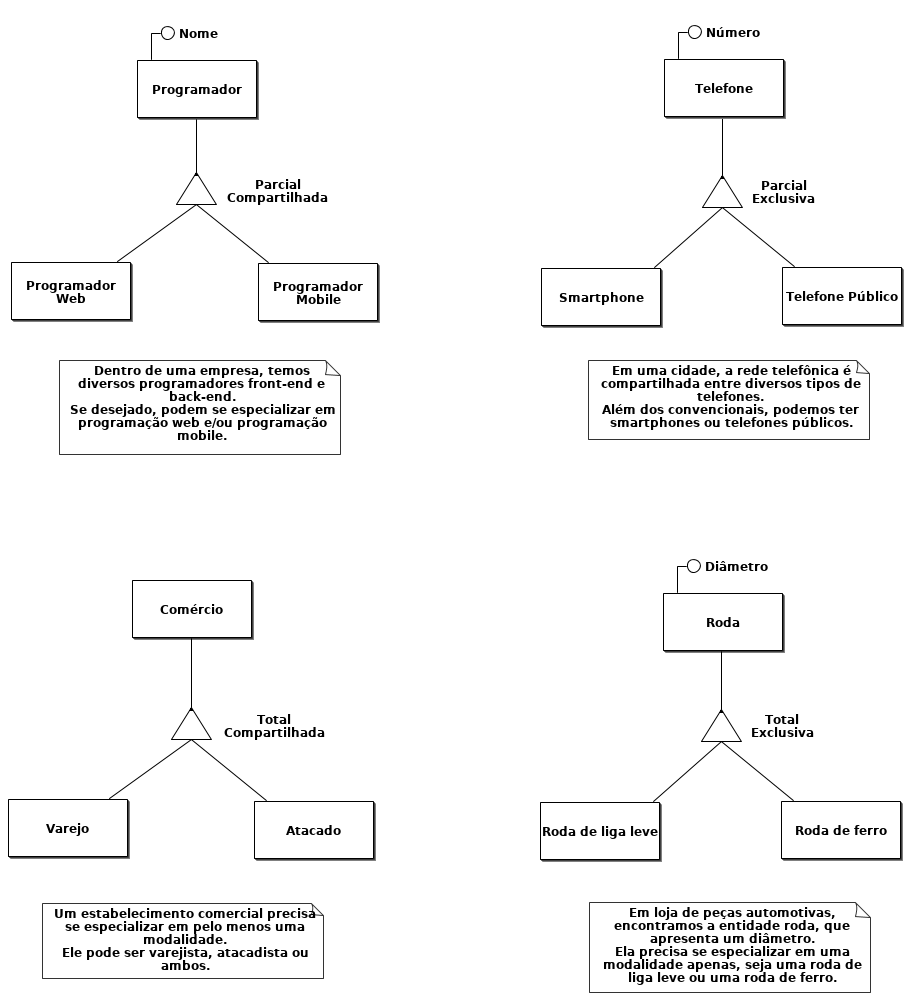 Nome
Programador
Parcial
Compartilhada
Programador
Web
Programador
Mobile
Dentro de uma empresa, temos
diversos programadores front-end e
back-end.
Se desejado, podem se especializar em
programação web e/ou programação
mobile.
Número
Telefone
Parcial
Exclusiva
Smartphone
Telefone Público
Em uma cidade, a rede telefônica é
compartilhada entre diversos tipos de
telefones.
Além dos convencionais, podemos ter
smartphones ou telefones públicos.
Comércio
Total
Compartilhada
Varejo
Atacado
Um estabelecimento comercial precisa
se especializar em pelo menos uma
modalidade.
Ele pode ser varejista, atacadista ou
ambos.
Diâmetro
Roda
Total
Exclusiva
Roda de liga leve
Roda de ferro
Em loja de peças automotivas,
encontramos a entidade roda, que
apresenta um diâmetro.
Ela precisa se especializar em uma
modalidade apenas, seja uma roda de
liga leve ou uma roda de ferro.